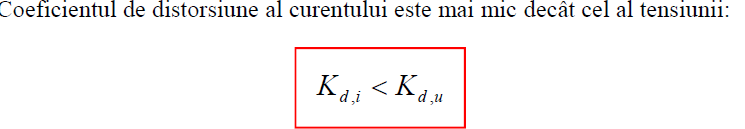 Coeficientul de distorsiune al curentului este mai mic decât cel al tensiunii:
K_{d,i} < K_{d,u}